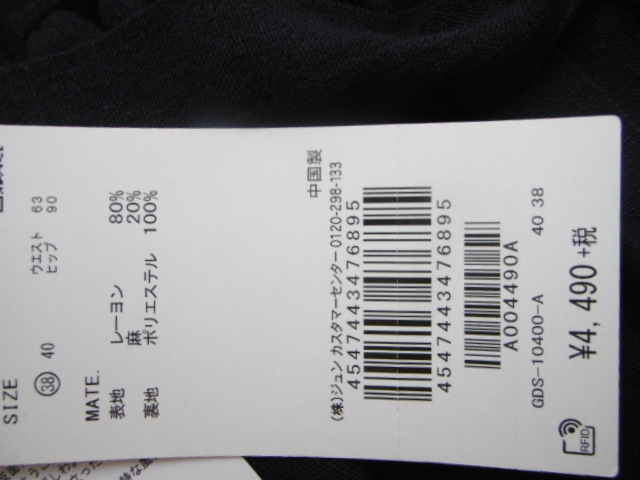 SIZE
㊳ 40
ウエスト 63
ヒップ 90
MATE.
表地 レーヨン 80%
麻 20%
裏地 ポリエステル 100%
中国製
(株)ジュン カスタマーセンター 0120-298-133
4547443476895
4547443476895
A004490A
GDS-10400-A 40 38
¥4,490+税
RFID